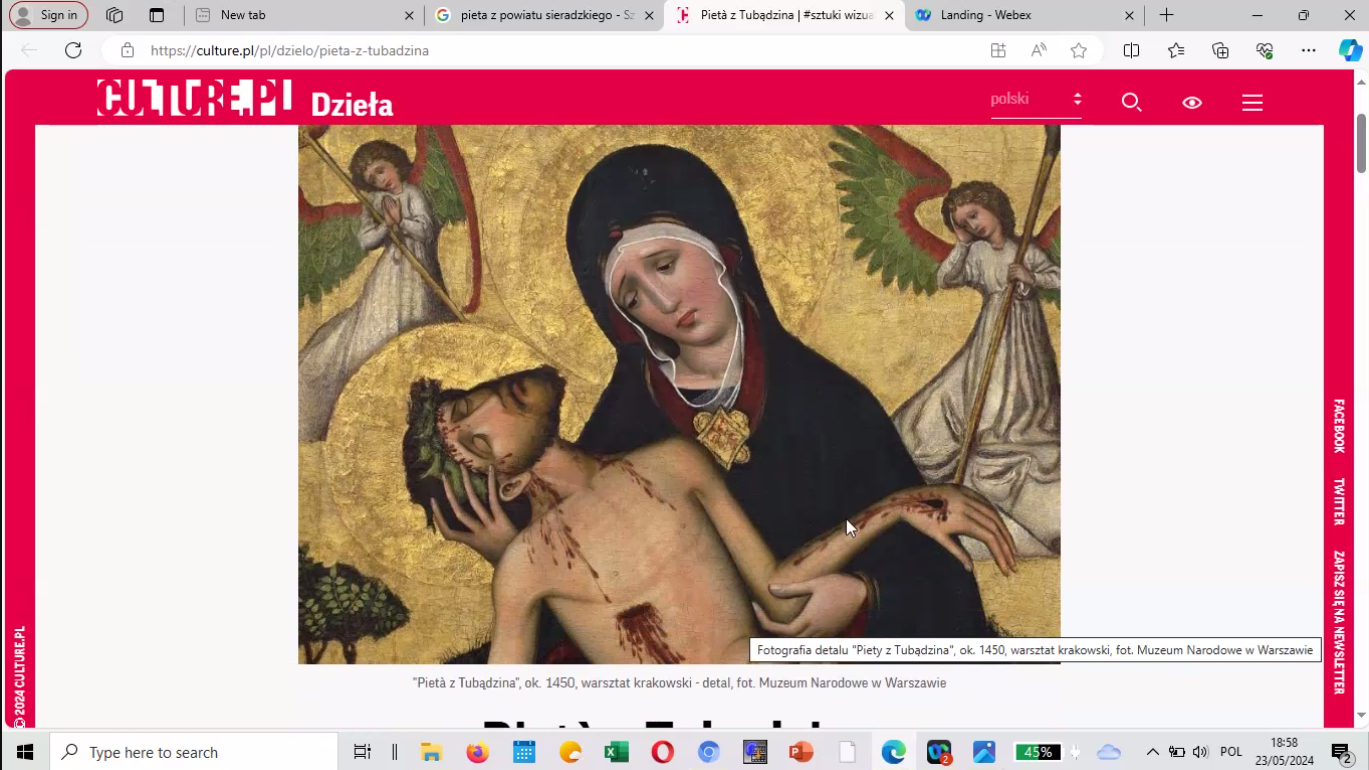 Sign in
New tab
pieta z powiatu sieradzkiego - Sz
Pietà z Tubądzina | #sztuki wizua
Landing - Webex
https://culture.pl/pl/dzielo/pieta-z-tubadzina
CULTURE.PL Dzieła
polski
FACEBOOK
TWITTER
ZAPISZ SIĘ NA NEWSLETTER
© 2024 CULTURE.PL
Fotografia detalu "Piety z Tubądzina", ok. 1450, warsztat krakowski, fot. Muzeum Narodowe w Warszawie
"Pietà z Tubądzina", ok. 1450, warsztat krakowski - detal, fot. Muzeum Narodowe w Warszawie
Type here to search
45%
POL
18:58
23/05/2024
2
2